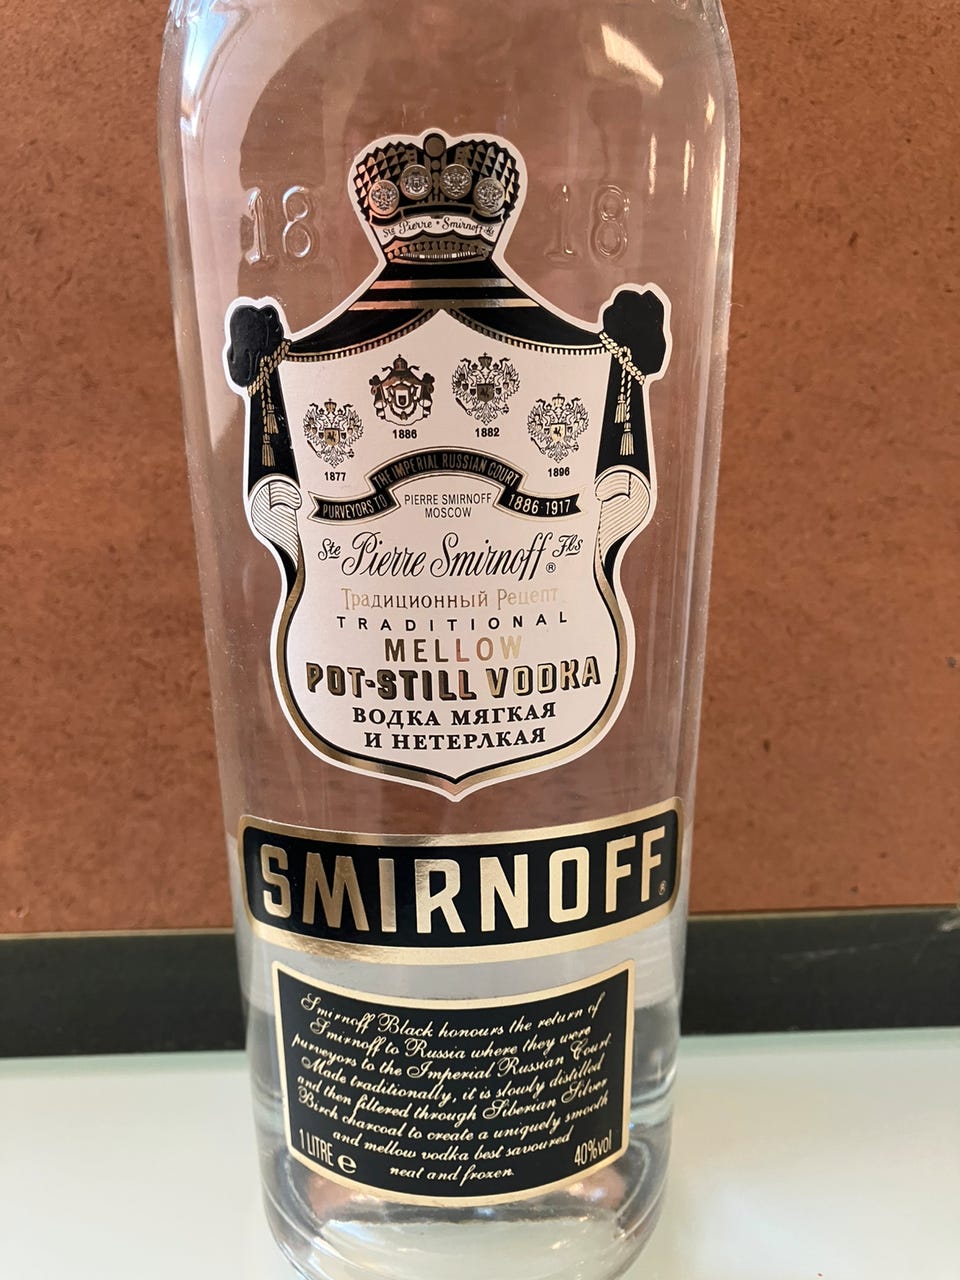 18 18
Ste Pierre • Smirnoff Fls
1886 1882
1877 1896
PURVEYORS TO THE IMPERIAL RUSSIAN COURT 1886-1917
PIERRE SMIRNOFF
MOSCOW
Ste Pierre Smirnoff Fls ®
Традиционный Рецепт
TRADITIONAL
MELLOW
POT-STILL VODKA
ВОДКА МЯГКАЯ
И НЕТЕРЛКАЯ
SMIRNOFF ®
Smirnoff Black honours the return of
Smirnoff to Russia where they were
purveyors to the Imperial Russian Court.
Made traditionally, it is slowly distilled
and then filtered through Siberian Silver
Birch charcoal to create a uniquely smooth
and mellow vodka best savoured
neat and frozen.
1 LITRE e 40%vol